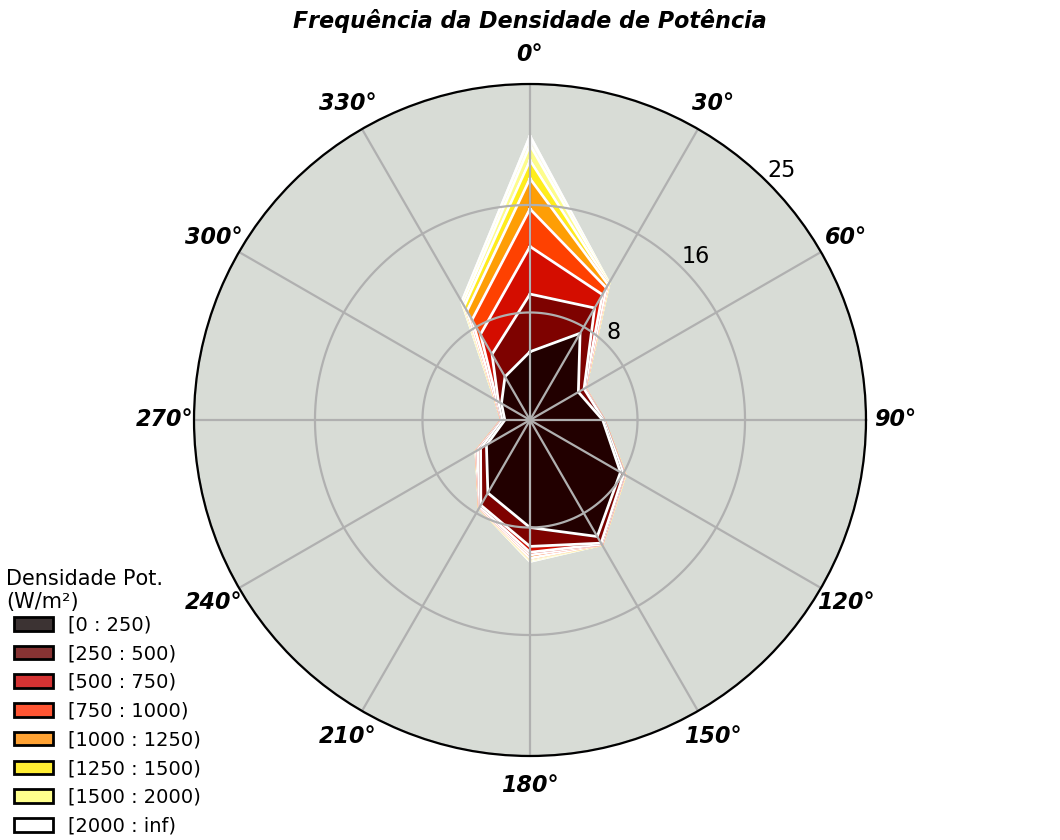 Frequência da Densidade de Potência
0°
330°
30°
25
300°
60°
16
8
270°
90°
240°
120°
210°
150°
180°
Densidade Pot.
(W/m²)
[0 : 250)
[250 : 500)
[500 : 750)
[750 : 1000)
[1000 : 1250)
[1250 : 1500)
[1500 : 2000)
[2000 : inf)